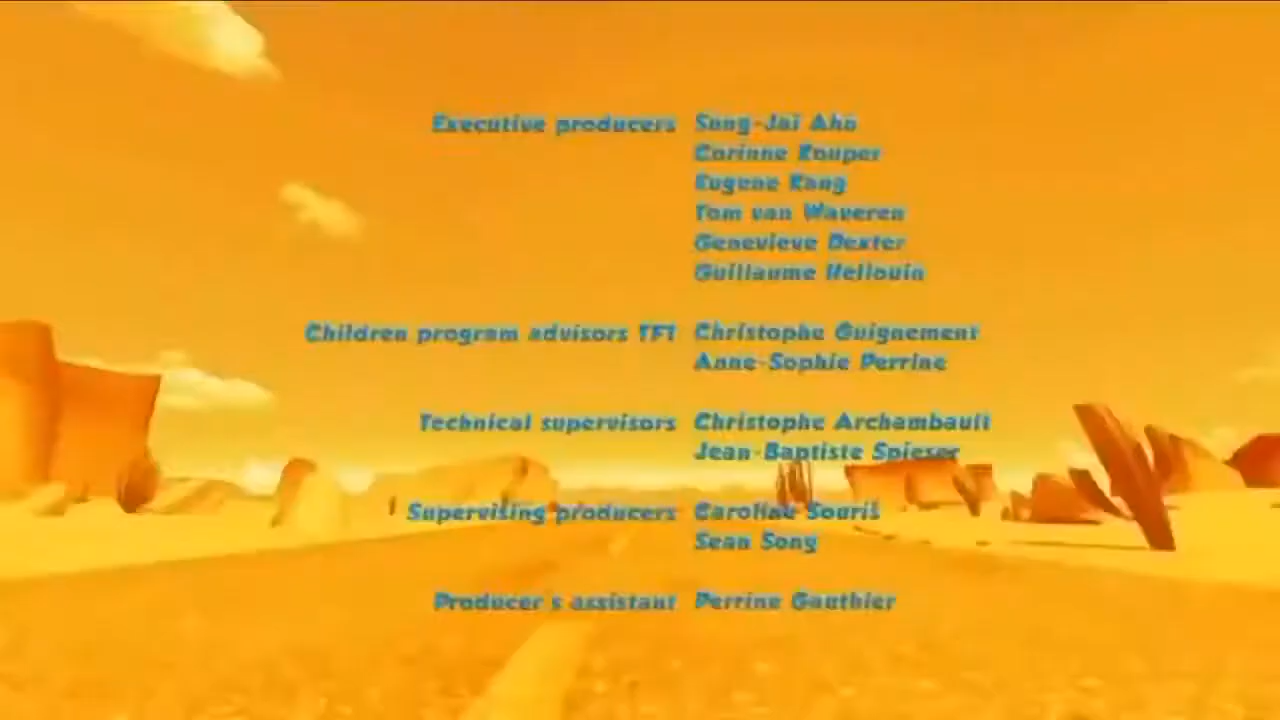 Executive producers Sung-Jai Ahn
Corinne Kouper
Eugene Kang
Tom van Waveren
Genevieve Dexter
Guillaume Hellouin
Children program advisors TF1 Christophe Guignement
Anne-Sophie Perrine
Technical supervisors Christophe Archambault
Jean-Baptiste Spieser
Supervising producers Caroline Souris
Sean Song
Producer's assistant Perrine Gauthier